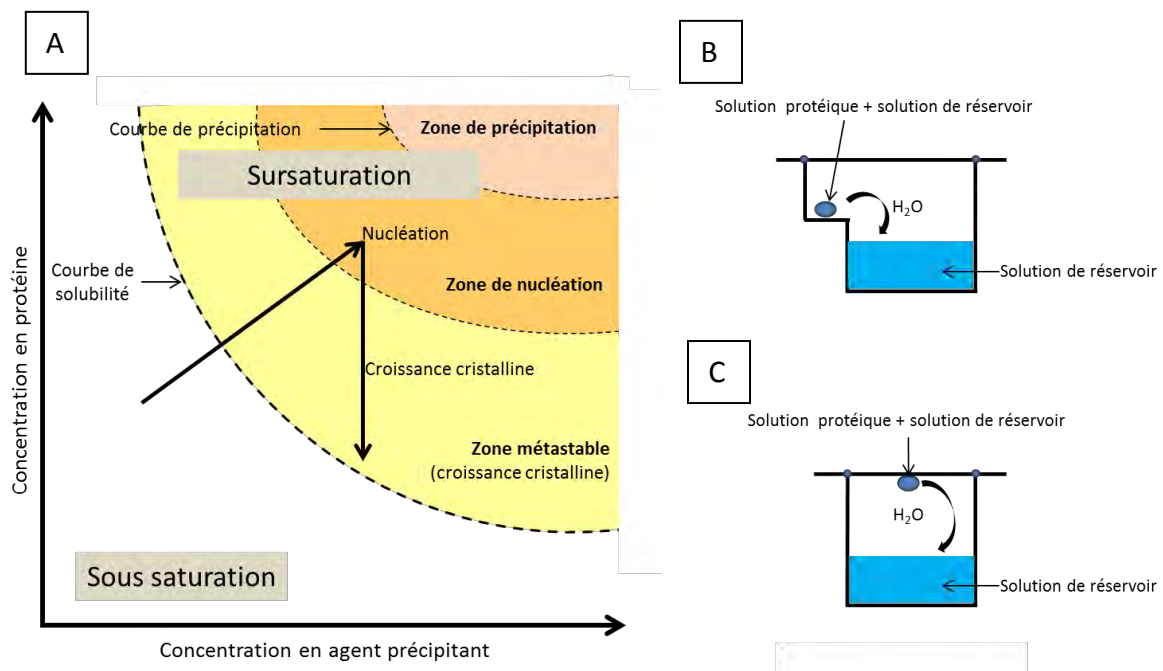 A
Courbe de précipitation
Zone de précipitation
Sursaturation
Nucléation
Courbe de
solubilité
Zone de nucléation
Croissance cristalline
Zone métastable
(croissance cristalline)
Sous saturation
Concentration en protéine
Concentration en agent précipitant
B
Solution protéique + solution de réservoir
H₂O
Solution de réservoir
C
Solution protéique + solution de réservoir
H₂O
Solution de réservoir